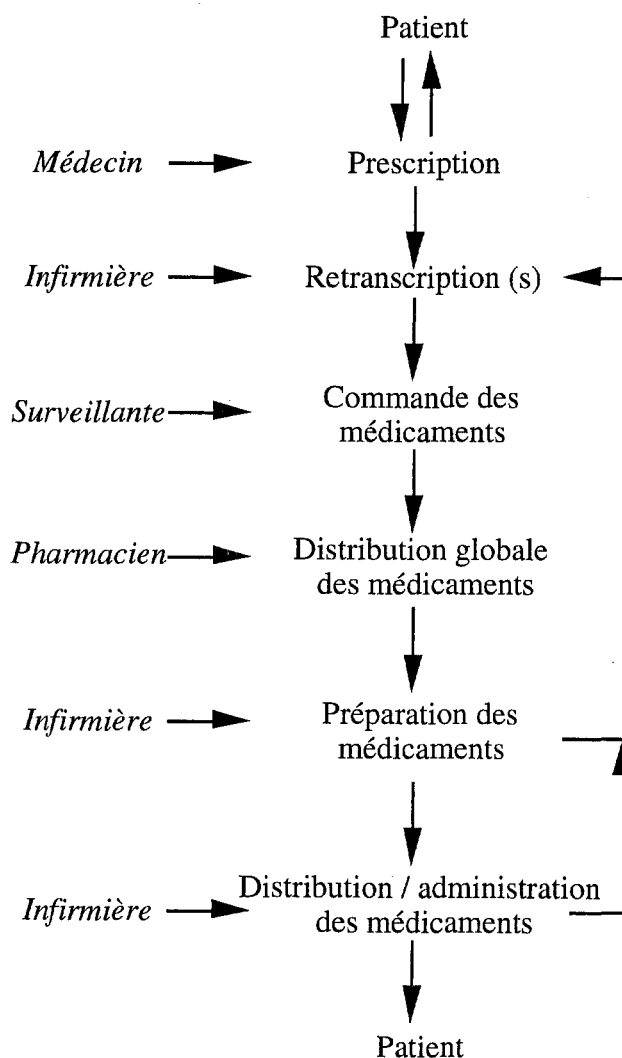 Patient
Médecin
Prescription
Infirmière
Retranscription (s)
Surveillante
Commande des
médicaments
Pharmacien
Distribution globale
des médicaments
Infirmière
Préparation des
médicaments
Infirmière
Distribution / administration
des médicaments
Patient